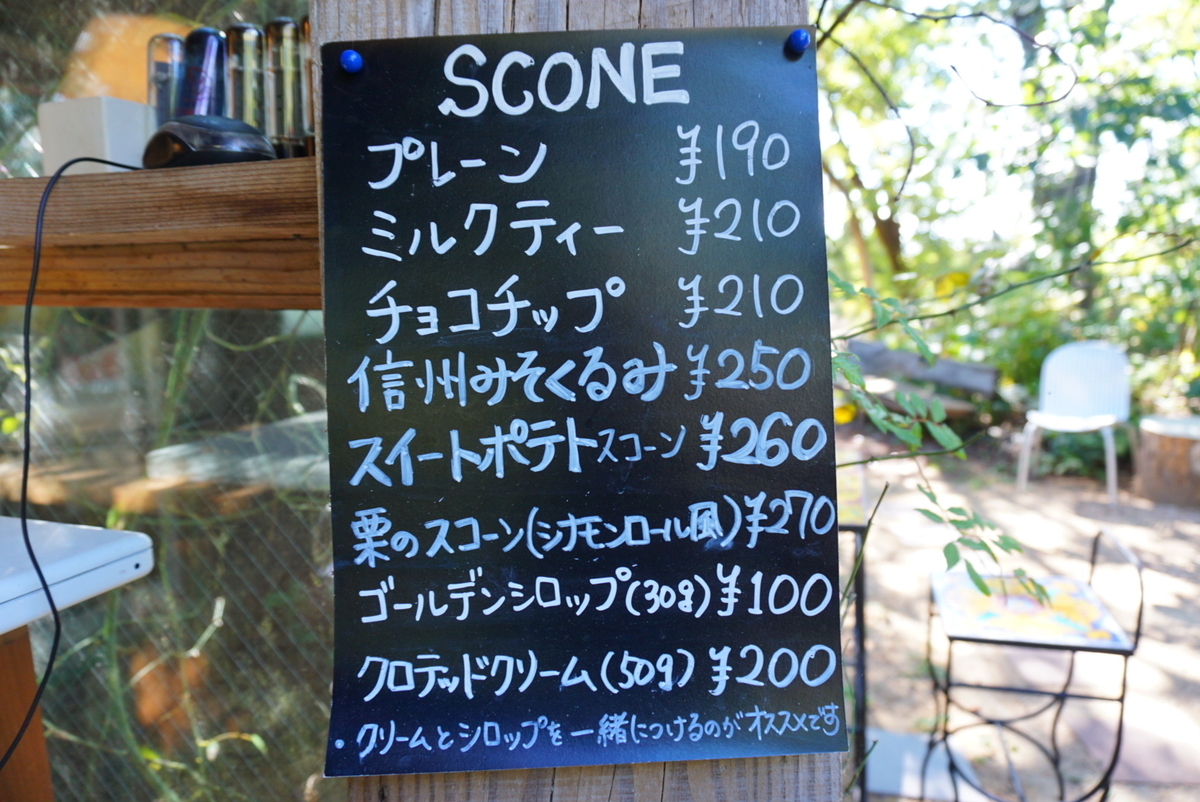 SCONE
プレーン ¥190
ミルクティー ¥210
チョコチップ ¥210
信州みそくるみ ¥250
スイートポテトスコーン ¥260
栗のスコーン(シナモンロール風) ¥270
ゴールデンシロップ(30g) ¥100
クロテッドクリーム(50g) ¥200
・クリームとシロップを一緒につけるのがオススメです